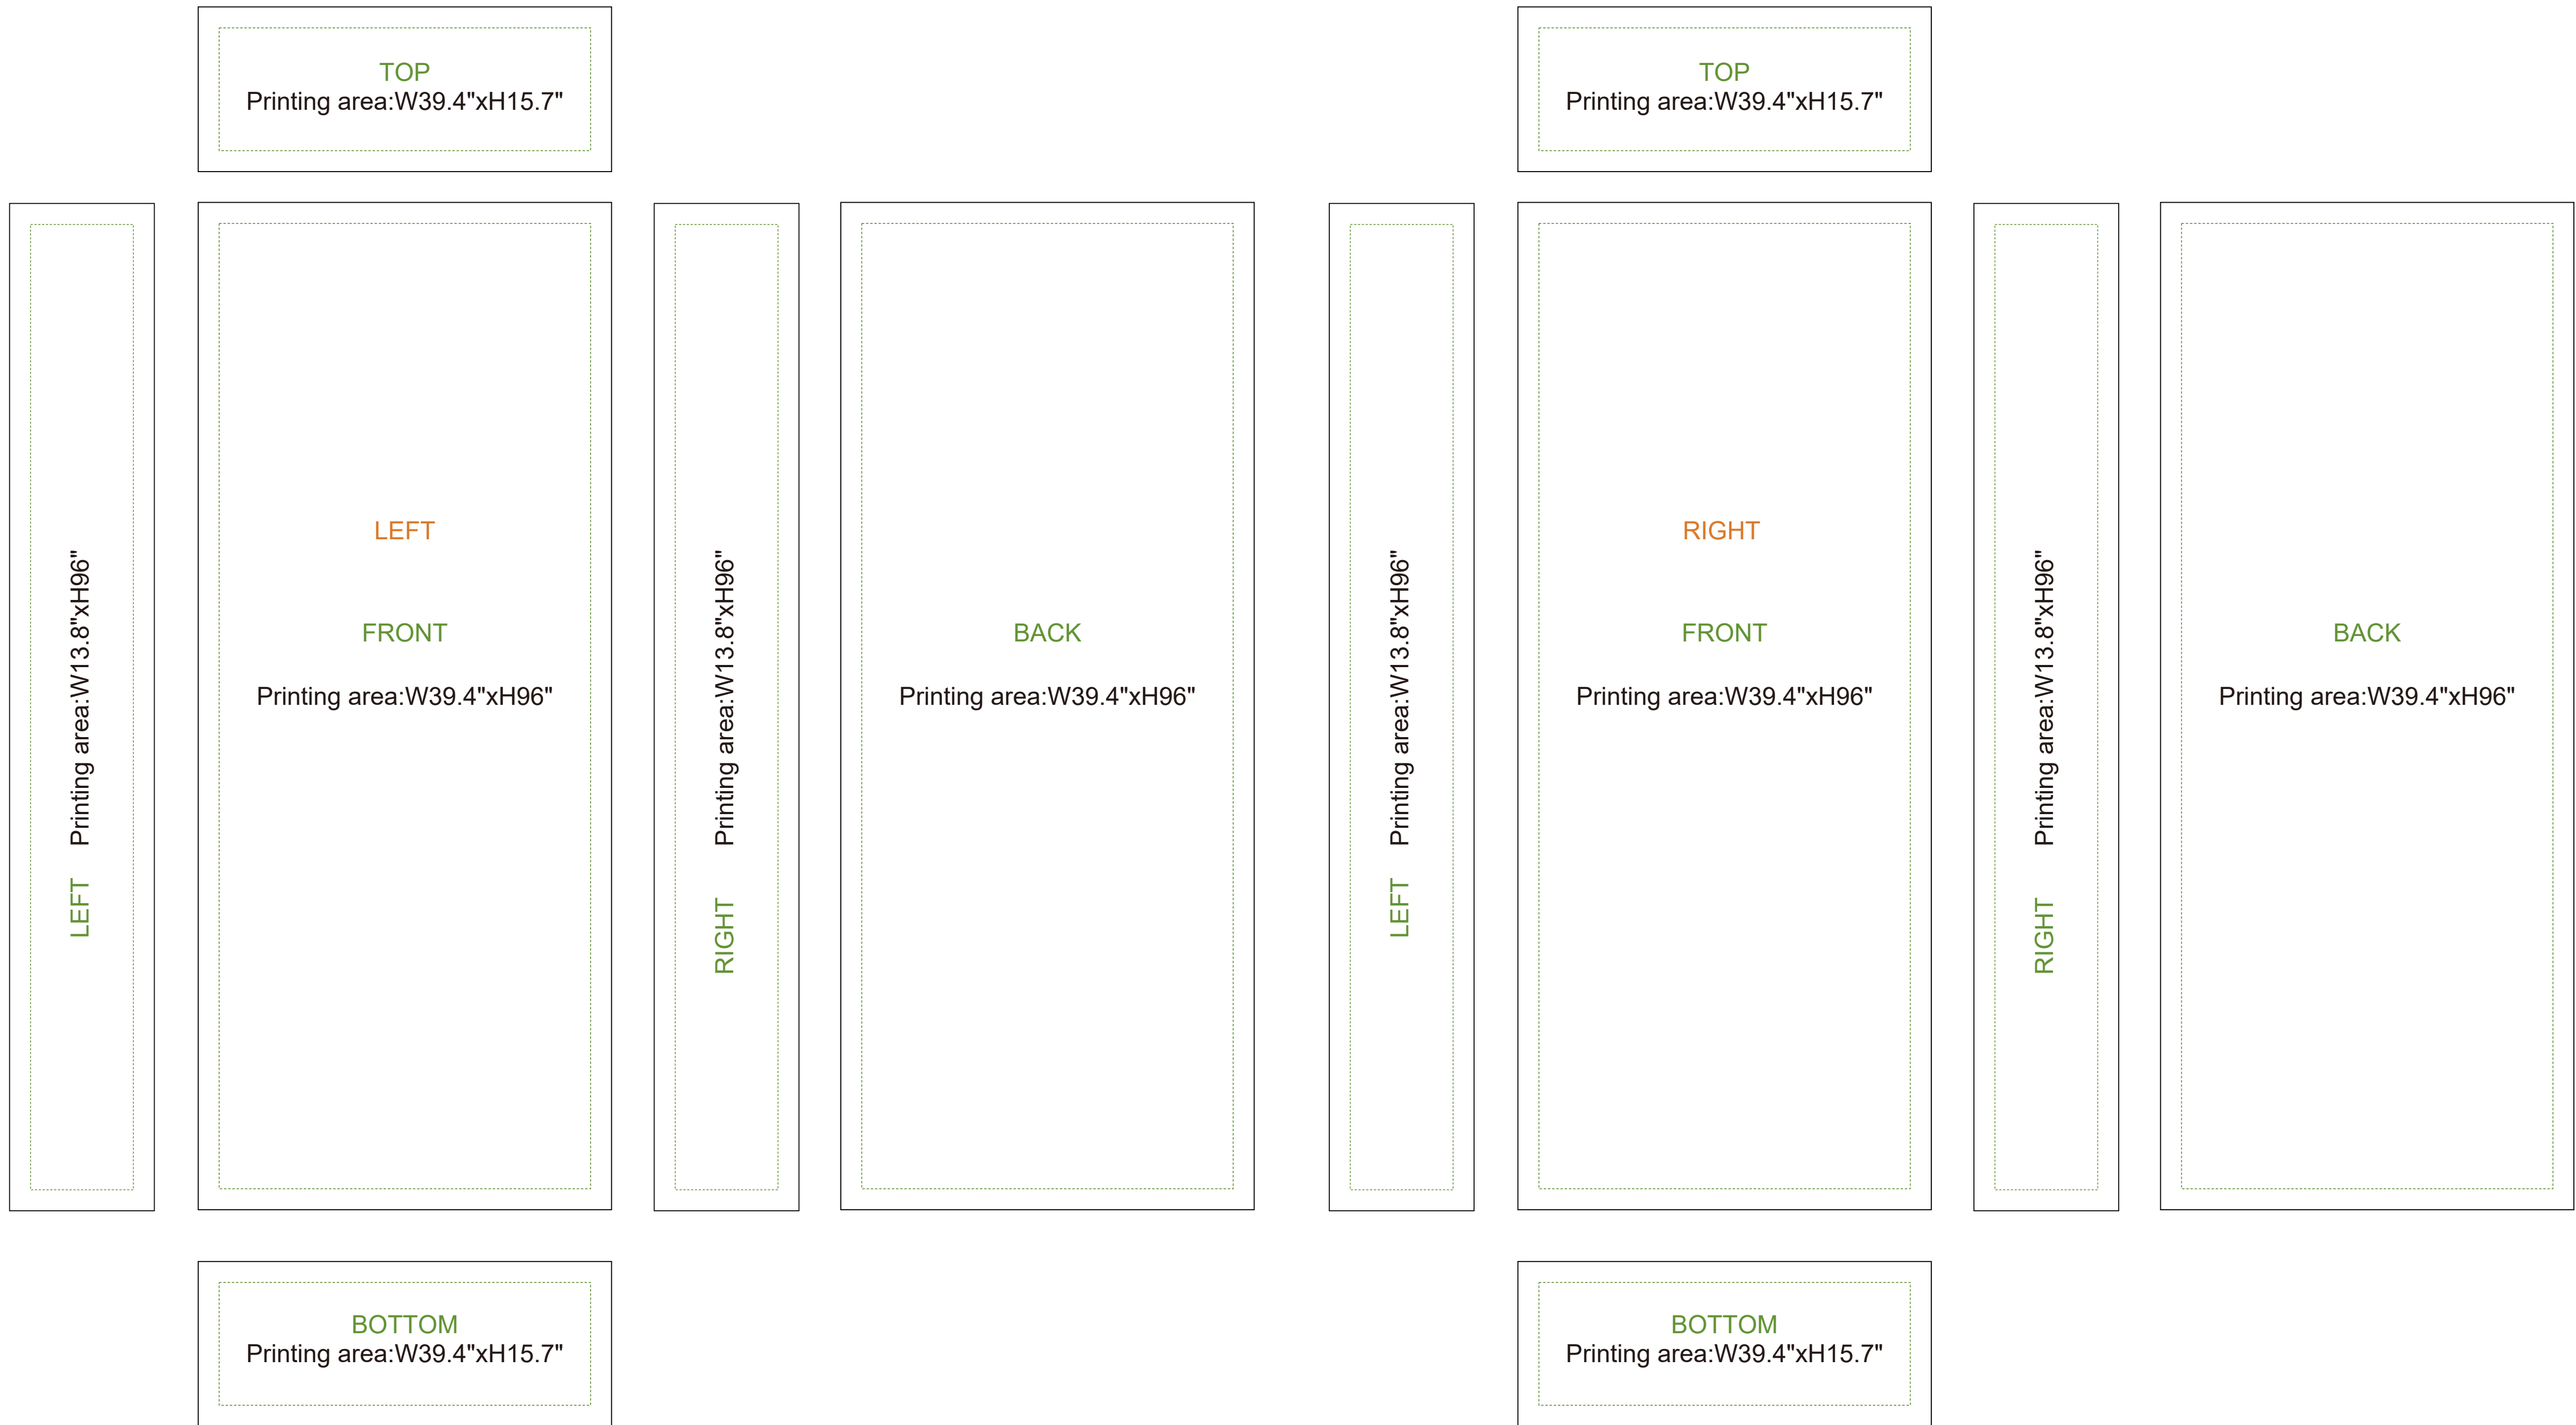 TOP
Printing area:W39.4"xH15.7"
TOP
Printing area:W39.4"xH15.7"
LEFT Printing area:W13.8"xH96"
LEFT
FRONT
Printing area:W39.4"xH96"
RIGHT Printing area:W13.8"xH96"
BACK
Printing area:W39.4"xH96"
LEFT Printing area:W13.8"xH96"
RIGHT
FRONT
Printing area:W39.4"xH96"
RIGHT Printing area:W13.8"xH96"
BACK
Printing area:W39.4"xH96"
BOTTOM
Printing area:W39.4"xH15.7"
BOTTOM
Printing area:W39.4"xH15.7"